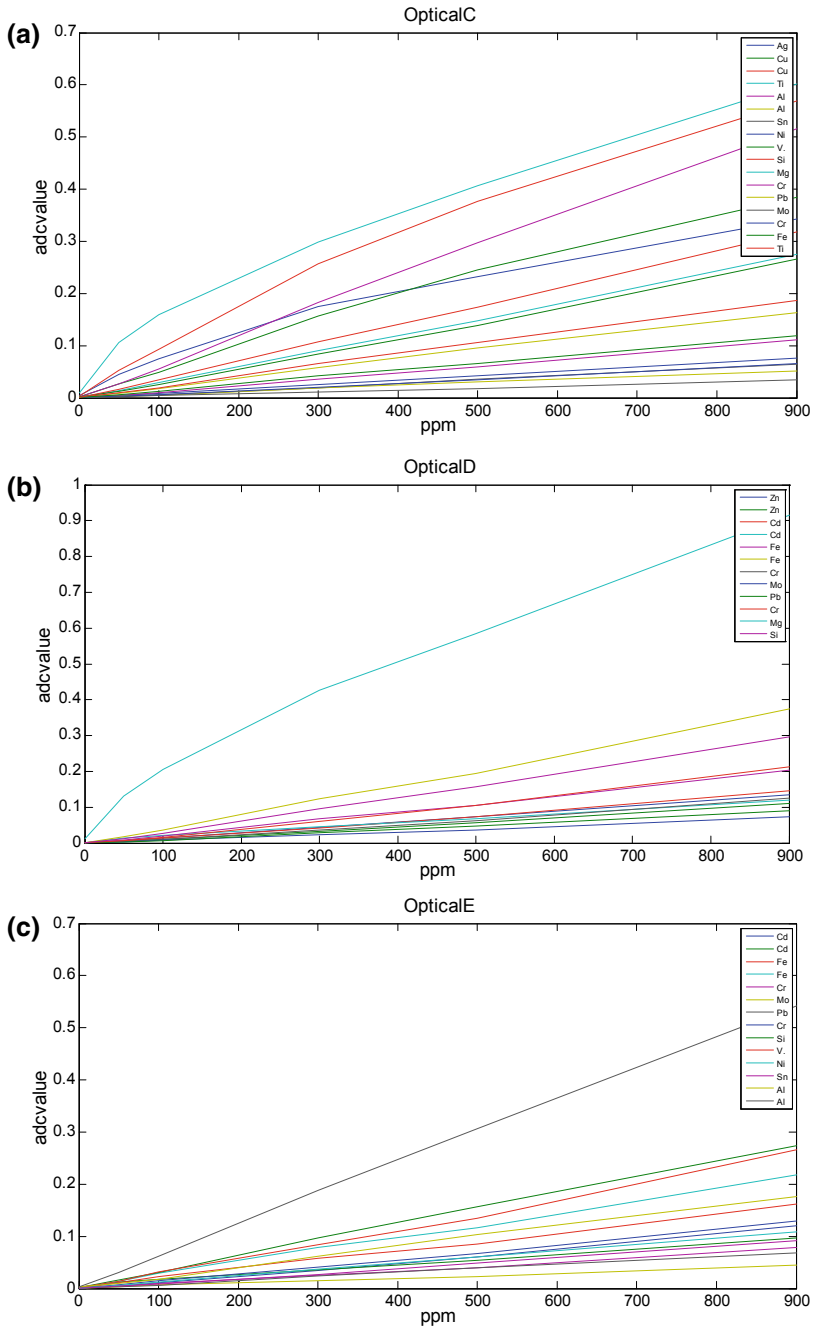 (a)
OpticalC
0.7
0.6
0.5
0.4
0.3
0.2
0.1
0
adcvalue
0 100 200 300 400 500 600 700 800 900
ppm
Ag
Cu
Cu
Ti
Al
Al
Sn
Ni
V.
Si
Mg
Cr
Pb
Mo
Cr
Fe
Ti
(b)
OpticalD
1
0.9
0.8
0.7
0.6
0.5
0.4
0.3
0.2
0.1
0
adcvalue
0 100 200 300 400 500 600 700 800 900
ppm
Zn
Zn
Cd
Cd
Fe
Fe
Cr
Mo
Pb
Cr
Mg
Si
(c)
OpticalE
0.7
0.6
0.5
0.4
0.3
0.2
0.1
0
adcvalue
0 100 200 300 400 500 600 700 800 900
ppm
Cd
Cd
Fe
Fe
Cr
Mo
Pb
Cr
Si
V.
Ni
Sn
Al
Al